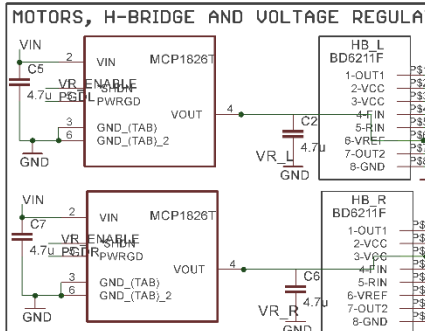 MOTORS, H-BRIDGE AND VOLTAGE REGULA
VIN
C5
4.7u
VR_ENABLE
PGDL
2
VIN
SHDN
PWRGD
3
GND_(TAB)
6
GND_(TAB)_2
MCP1826T
VOUT
4
GND
C2
4.7u
VR_L
GND
HB_L
BD6211F
1-OUT1
2-VCC
3-VCC
4-FIN
5-RIN
6-VREF
7-OUT2
8-GND
VIN
C7
4.7u
VR_ENABLE
PGDR
2
VIN
SHDN
PWRGD
3
GND_(TAB)
6
GND_(TAB)_2
MCP1826T
VOUT
4
GND
C6
4.7u
VR_R
GND
HB_R
BD6211F
1-OUT1
2-VCC
3-VCC
4-FIN
5-RIN
6-VREF
7-OUT2
8-GND